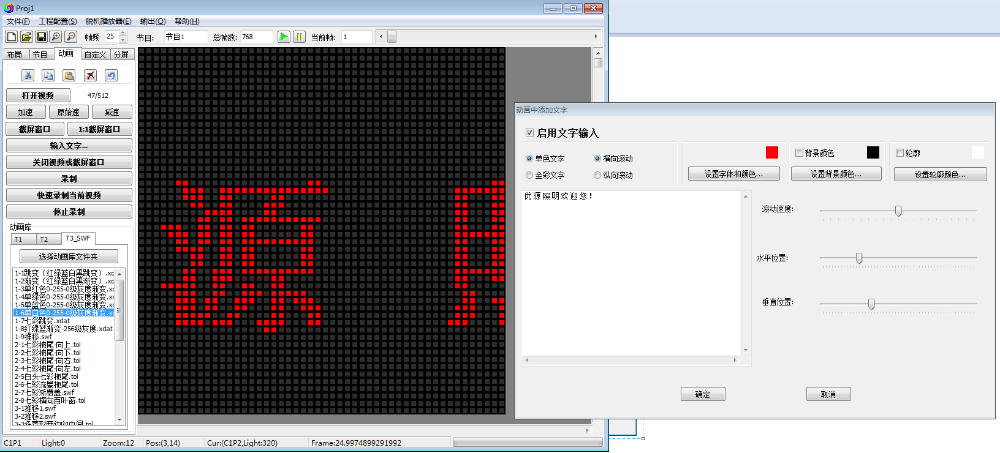 Proj1
文件(F) 工程配置(S) 脱机播放器(E) 输出(O) 帮助(H)
帧频 25 节目: 节目1 总帧数: 768 当前帧: 1
布局 节目 动画 自定义 分屏
打开视频 47/512
加速 原始速 减速
截屏窗口 1:1截屏窗口
输入文字...
关闭视频或截屏窗口
录制
快速录制当前视频
停止录制
动画库
T1 T2 T3_SWF
选择动画库文件夹
1-1跳变（红绿蓝白黑跳变）.xd
1-2渐变（红绿蓝白黑渐变）.xd
1-3单红色0-255-0级灰度渐变.xd
1-4单绿色0-255-0级灰度渐变.xd
1-5单蓝色0-255-0级灰度渐变.xd
1-6单白色0-255-0级灰度渐变.xd
1-7七彩跳变.xdat
1-8红绿蓝渐变-256级灰度.xdat
1-9推移.swf
2-1七彩拖尾-向上.tol
2-2七彩拖尾-向下.tol
2-3七彩拖尾-向右.tol
2-4七彩拖尾-向左.tol
2-5白头七彩拖尾.tol
2-6七彩流星拖尾.tol
2-7七彩渐覆盖.swf
2-8七彩横向百叶窗.tol
3-1推移1.swf
3-2推移2.swf
3-3多菱形两边向中间.tol
源
C1P1 Light:0 Zoom:12 Pos:(3,14) Cur:(C1P2,Light:320) Frame:24.9974899291992
动画中添加文字
启用文字输入
单色文字 横向滚动 背景颜色 轮廓
全彩文字 纵向滚动 设置字体和颜色... 设置背景颜色... 设置轮廓颜色...
优源照明欢迎您！
滚动速度:
水平位置:
垂直位置:
确定 取消